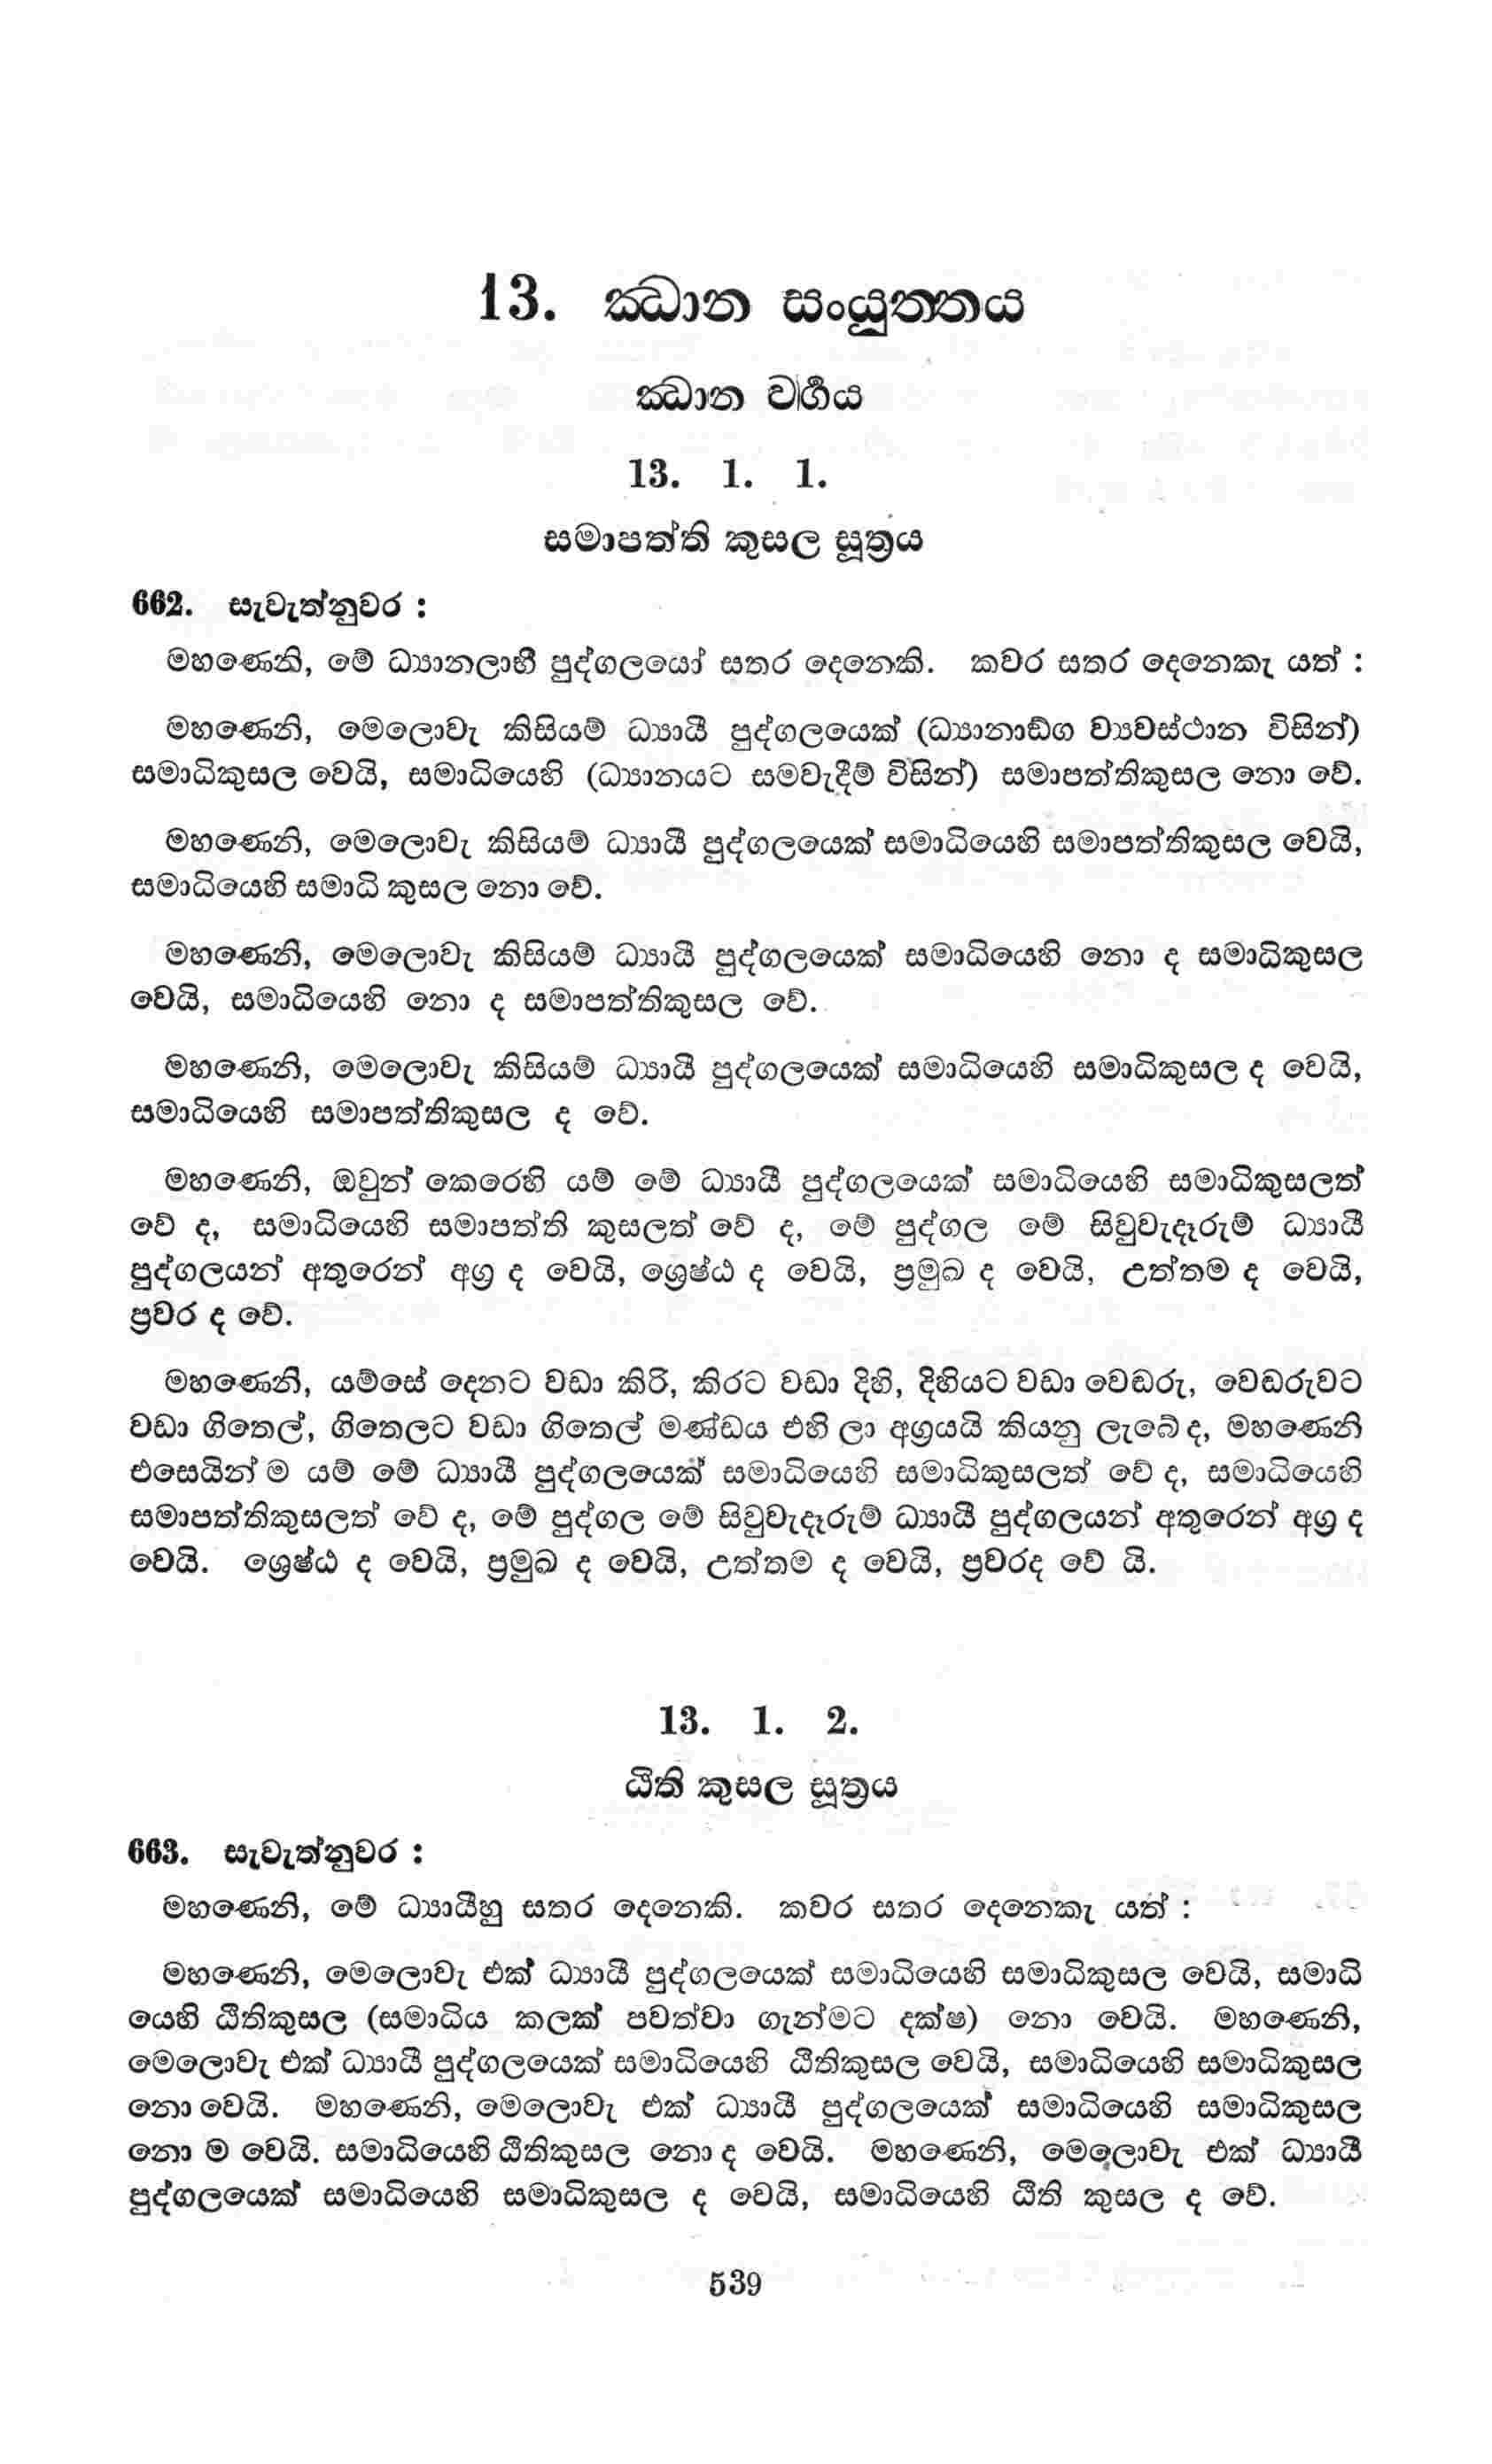 13. ඣාන සංයුත්තය
ඣාන වර්ගය
13. 1. 1.
සමාපත්ති කුසල සූත්‍රය
662. සැවැත්නුවර :
මහණෙනි, මේ ධ්‍යානලාභී පුද්ගලයෝ සතර දෙනෙකි. කවර සතර දෙනෙකැ යත් :
මහණෙනි, මෙලොවැ කිසියම් ධ්‍යායී පුද්ගලයෙක් (ධ්‍යානාඞ්ග ව්‍යවස්ථාන විසින්)
සමාධිකුසල වෙයි, සමාධියෙහි (ධ්‍යානයට සමවැදීම් විසින්) සමාපත්තිකුසල නො වේ.
මහණෙනි, මෙලොවැ කිසියම් ධ්‍යායී පුද්ගලයෙක් සමාධියෙහි සමාපත්තිකුසල වෙයි,
සමාධියෙහි සමාධි කුසල නො වේ.
මහණෙනි, මෙලොවැ කිසියම් ධ්‍යායී පුද්ගලයෙක් සමාධියෙහි නො ද සමාධිකුසල
වෙයි, සමාධියෙහි නො ද සමාපත්තිකුසල වේ.
මහණෙනි, මෙලොවැ කිසියම් ධ්‍යායී පුද්ගලයෙක් සමාධියෙහි සමාධිකුසල ද වෙයි,
සමාධියෙහි සමාපත්තිකුසල ද වේ.
මහණෙනි, ඔවුන් කෙරෙහි යම් මේ ධ්‍යායී පුද්ගලයෙක් සමාධියෙහි සමාධිකුසලත්
වේ ද, සමාධියෙහි සමාපත්ති කුසලත් වේ ද, මේ පුද්ගල මේ සිවුවැදෑරුම් ධ්‍යායී
පුද්ගලයන් අතුරෙන් අග්‍ර ද වෙයි, ශ්‍රෙෂ්ඨ ද වෙයි, ප්‍රමුඛ ද වෙයි, උත්තම ද වෙයි,
ප්‍රවර ද වේ.
මහණෙනි, යම්සේ දෙනට වඩා කිරි, කිරට වඩා දිහි, දිහියට වඩා වෙඬරු, වෙඬරුවට
වඩා ගිතෙල්, ගිතෙලට වඩා ගිතෙල් මණ්ඩය එහි ලා අග්‍රයයි කියනු ලැබේ ද, මහණෙනි
එසෙයින් ම යම් මේ ධ්‍යායී පුද්ගලයෙක් සමාධියෙහි සමාධිකුසලත් වේ ද, සමාධියෙහි
සමාපත්තිකුසලත් වේ ද, මේ පුද්ගල මේ සිවුවැදෑරුම් ධ්‍යායී පුද්ගලයන් අතුරෙන් අග්‍ර ද
වෙයි. ශ්‍රෙෂ්ඨ ද වෙයි, ප්‍රමුඛ ද වෙයි, උත්තම ද වෙයි, ප්‍රවරද වේ යි.
13. 1. 2.
ඨිති කුසල සූත්‍රය
663. සැවැත්නුවර :
මහණෙනි, මේ ධ්‍යායීහු සතර දෙනෙකි. කවර සතර දෙනෙකැ යත් :
මහණෙනි, මෙලොවැ එක් ධ්‍යායී පුද්ගලයෙක් සමාධියෙහි සමාධිකුසල වෙයි, සමාධි
යෙහි ඨිතිකුසල (සමාධිය කලක් පවත්වා ගැන්මට දක්ෂ) නො වෙයි. මහණෙනි,
මෙලොවැ එක් ධ්‍යායී පුද්ගලයෙක් සමාධියෙහි ඨිතිකුසල වෙයි, සමාධියෙහි සමාධිකුසල
නො වෙයි. මහණෙනි, මෙලොවැ එක් ධ්‍යායී පුද්ගලයෙක් සමාධියෙහි සමාධිකුසල
නො ම වෙයි. සමාධියෙහි ඨිතිකුසල නො ද වෙයි. මහණෙනි, මෙලොවැ එක් ධ්‍යායී
පුද්ගලයෙක් සමාධියෙහි සමාධිකුසල ද වෙයි, සමාධියෙහි ඨිති කුසල ද වේ.
539